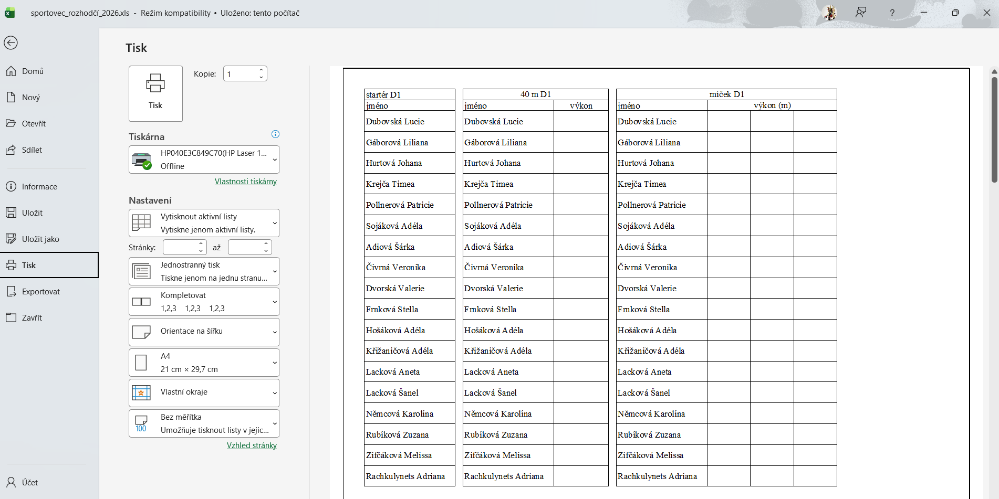 sportovec_rozhodčí_2026.xls - Režim kompatibility • Uloženo: tento počítač
?
Domů
Nový
Otevřít
Sdílet
Informace
Uložit
Uložit jako
Tisk
Exportovat
Zavřít
Účet
Tisk
Tisk
Kopie: 1
Tiskárna
HP040E3C849C70(HP Laser 1...
Offline
Vlastnosti tiskárny
Nastavení
Vytisknout aktivní listy
Vytiskne jenom aktivní listy.
Stránky: až
Jednostranný tisk
Tiskne jenom na jednu stranu...
Kompletovat
1,2,3 1,2,3 1,2,3
Orientace na šířku
A4
21 cm × 29,7 cm
Vlastní okraje
Bez měřítka
100
Umožňuje tisknout listy v jejic...
Vzhled stránky
startér D1 40 m D1 míček D1
jméno jméno výkon jméno výkon (m)
Dubovská Lucie Dubovská Lucie Dubovská Lucie
Gáborová Liliana Gáborová Liliana Gáborová Liliana
Hurtová Johana Hurtová Johana Hurtová Johana
Krejča Timea Krejča Timea Krejča Timea
Pollnerová Patricie Pollnerová Patricie Pollnerová Patricie
Sojáková Adéla Sojáková Adéla Sojáková Adéla
Adiová Šárka Adiová Šárka Adiová Šárka
Čivrná Veronika Čivrná Veronika Čivrná Veronika
Dvorská Valerie Dvorská Valerie Dvorská Valerie
Frnková Stella Frnková Stella Frnková Stella
Hošáková Adéla Hošáková Adéla Hošáková Adéla
Křižaničová Adéla Křižaničová Adéla Křižaničová Adéla
Lacková Aneta Lacková Aneta Lacková Aneta
Lacková Šanel Lacková Šanel Lacková Šanel
Němcová Karolína Němcová Karolína Němcová Karolína
Rubíková Zuzana Rubíková Zuzana Rubíková Zuzana
Zifčáková Melissa Zifčáková Melissa Zifčáková Melissa
Rachkulynets Adriana Rachkulynets Adriana Rachkulynets Adriana